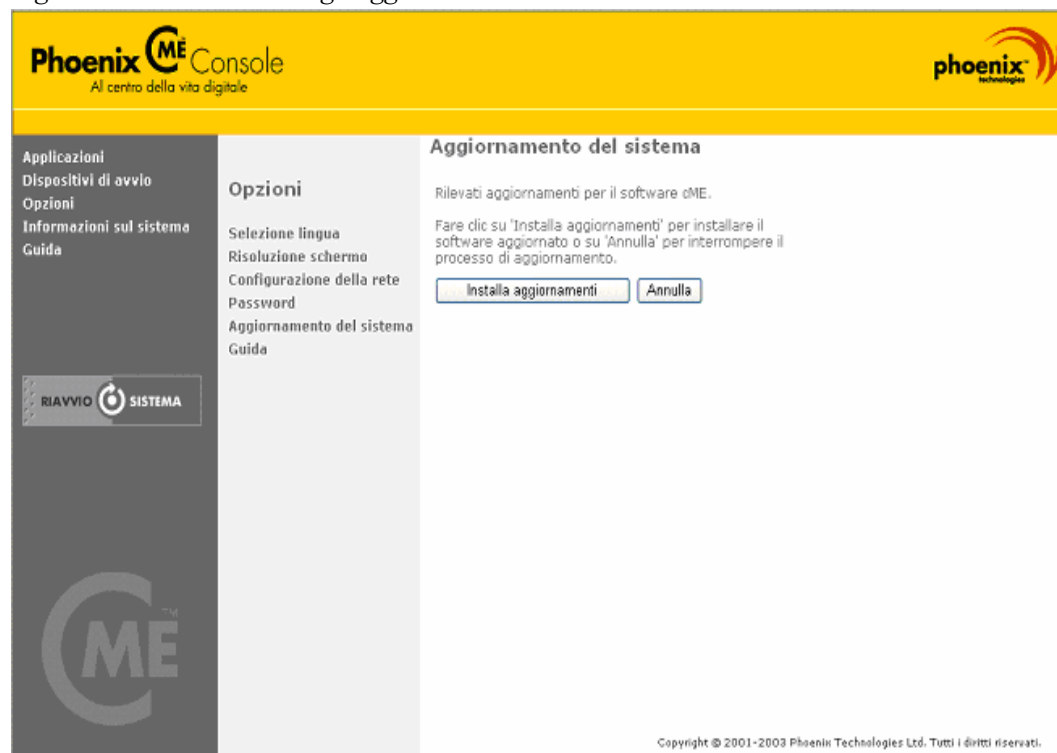 Phoenix cME Console
Al centro della vita digitale
phoenix™
technologies
Applicazioni
Dispositivi di avvio
Opzioni
Informazioni sul sistema
Guida
RIAVVIO SISTEMA
CME™
Opzioni
Selezione lingua
Risoluzione schermo
Configurazione della rete
Password
Aggiornamento del sistema
Guida
Aggiornamento del sistema
Rilevati aggiornamenti per il software cME.
Fare clic su 'Installa aggiornamenti' per installare il
software aggiornato o su 'Annulla' per interrompere il
processo di aggiornamento.
Installa aggiornamenti
Annulla
Copyright © 2001-2003 Phoenix Technologies Ltd. Tutti i diritti riservati.